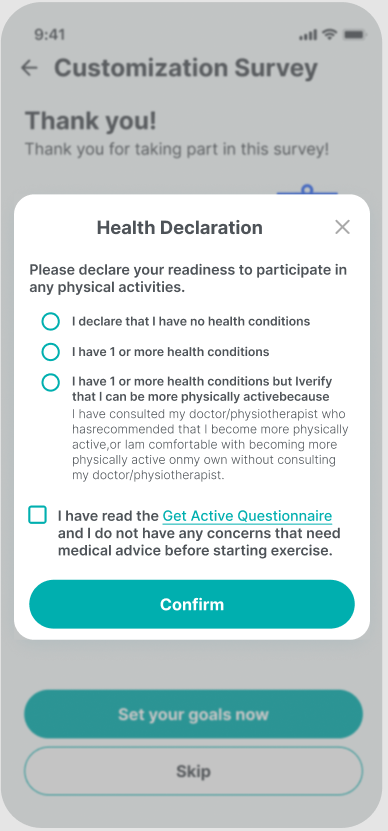 9:41
Customization Survey
Thank you!
Thank you for taking part in this survey!
Health Declaration
Please declare your readiness to participate in
any physical activities.
I declare that I have no health conditions
I have 1 or more health conditions
I have 1 or more health conditions but Iverify
that I can be more physically activebecause
I have consulted my doctor/physiotherapist who
hasrecommended that I become more physically
active,or Iam comfortable with becoming more
physically active onmy own without consulting
my doctor/physiotherapist.
I have read the Get Active Questionnaire
and I do not have any concerns that need
medical advice before starting exercise.
Confirm
Set your goals now
Skip